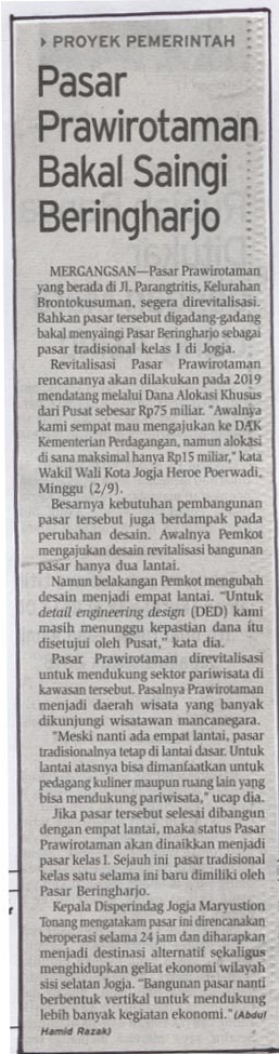 ▸ PROYEK PEMERINTAH
Pasar
Prawirotaman
Bakal Saingi
Beringharjo
MERGANGSAN—Pasar Prawirotaman
yang berada di Jl. Parangtritis, Kelurahan
Brontokusuman, segera direvitalisasi.
Bahkan pasar tersebut digadang-gadang
bakal menyaingi Pasar Beringharjo sebagai
pasar tradisional kelas I di Jogja.
Revitalisasi Pasar Prawirotaman
rencananya akan dilakukan pada 2019
mendatang melalui Dana Alokasi Khusus
dari Pusat sebesar Rp75 miliar. "Awalnya
kami sempat mau mengajukan ke DAK
Kementerian Perdagangan, namun alokasi
di sana maksimal hanya Rp15 miliar," kata
Wakil Wali Kota Jogja Heroe Poerwadi,
Minggu (2/9).
Besarnya kebutuhan pembangunan
pasar tersebut juga berdampak pada
perubahan desain. Awalnya Pemkot
mengajukan desain revitalisasi bangunan
pasar hanya dua lantai.
Namun belakangan Pemkot mengubah
desain menjadi empat lantai. "Untuk
detail engineering design (DED) kami
masih menunggu kepastian dana itu
disetujui oleh Pusat," kata dia.
Pasar Prawirotaman direvitalisasi
untuk mendukung sektor pariwisata di
kawasan tersebut. Pasalnya Prawirotaman
menjadi daerah wisata yang banyak
dikunjungi wisatawan mancanegara.
"Meski nanti ada empat lantai, pasar
tradisionalnya tetap di lantai dasar. Untuk
lantai atasnya bisa dimanfaatkan untuk
pedagang kuliner maupun ruang lain yang
bisa mendukung pariwisata," ucap dia.
Jika pasar tersebut selesai dibangun
dengan empat lantai, maka status Pasar
Prawirotaman akan dinaikkan menjadi
pasar kelas I. Sejauh ini pasar tradisional
kelas satu selama ini baru dimiliki oleh
Pasar Beringharjo.
Kepala Disperindag Jogja Maryustion
Tonang mengatakam pasar ini direncanakan
beroperasi selama 24 jam dan diharapkan
menjadi destinasi alternatif sekaligus
menghidupkan geliat ekonomi wilayah
sisi selatan Jogja. "Bangunan pasar nanti
berbentuk vertikal untuk mendukung
lebih banyak kegiatan ekonomi." (Abdul
Hamid Razak)